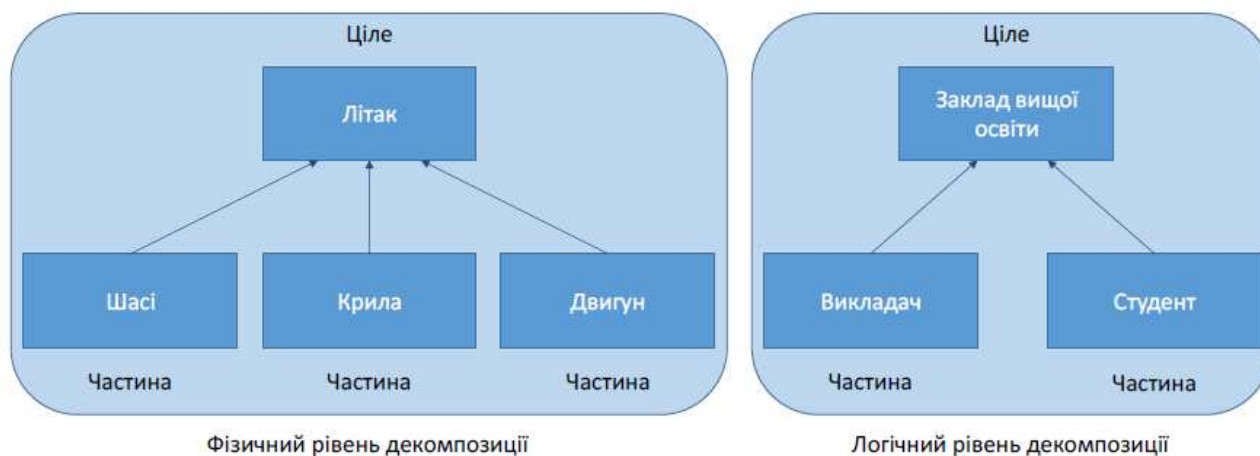 Ціле
Літак
Шасі
Крила
Двигун
Частина
Частина
Частина
Фізичний рівень декомпозиції
Ціле
Заклад вищої
освіти
Викладач
Студент
Частина
Частина
Логічний рівень декомпозиції